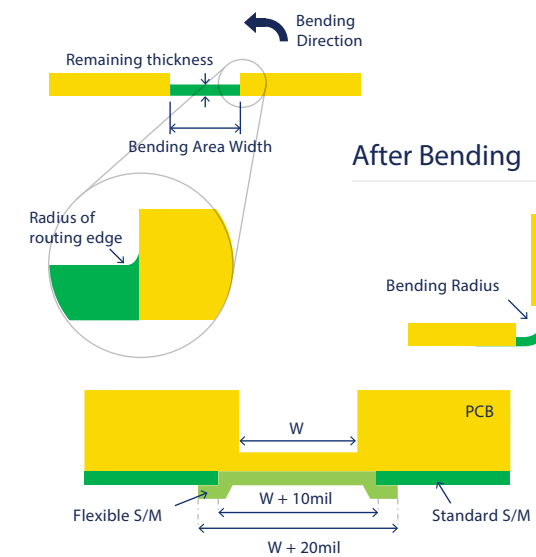 Bending
Direction
Remaining thickness
Bending Area Width
After Bending
Radius of
routing edge
Bending Radius
PCB
W
Flexible S/M
W + 10mil
Standard S/M
W + 20mil